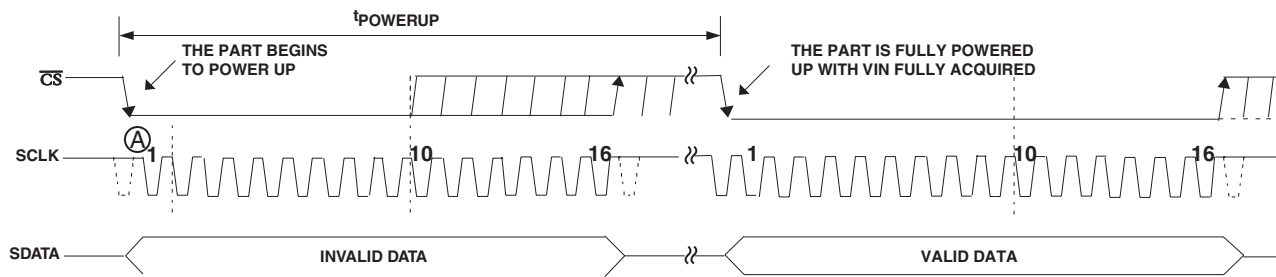 tPOWERUP
THE PART BEGINS
TO POWER UP
THE PART IS FULLY POWERED
UP WITH VIN FULLY ACQUIRED
CS
A
SCLK 1 10 16 1 10 16
SDATA INVALID DATA VALID DATA